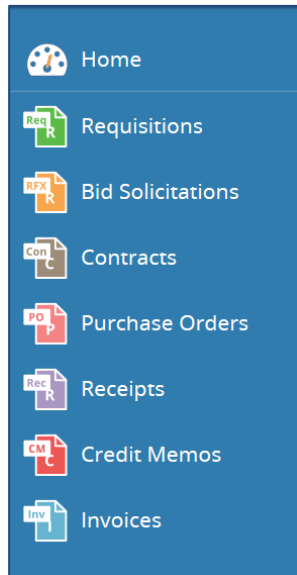 Home
Req
R
Requisitions
RFX
R
Bid Solicitations
Con
C
Contracts
PO
P
Purchase Orders
Rec
R
Receipts
CM
C
Credit Memos
Inv
I
Invoices